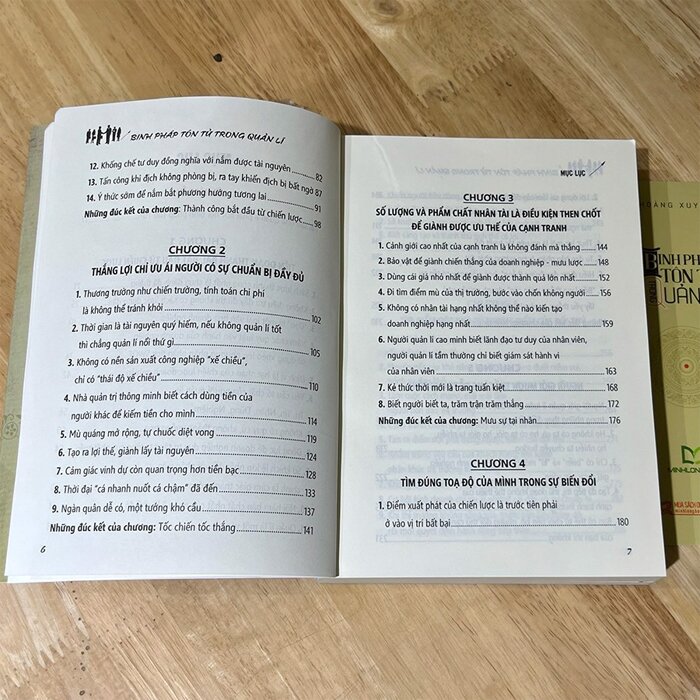 BINH PHÁP TÔN TỬ TRONG QUẢN LÍ
12. Khống chế tư duy đồng nghĩa với nắm được tài nguyên 82
13. Tấn công khi địch không phòng bị, ra tay khiến địch bị bất ngờ 87
14. Ý thức sớm để nắm bắt phương hướng tương lai 91
Những đúc kết của chương: Thành công bắt đầu từ chiến lược 98
CHƯƠNG 2
THẮNG LỢI CHỈ ƯU ÁI NGƯỜI CÓ SỰ CHUẨN BỊ ĐẦY ĐỦ
1. Thương trường như chiến trường, tính toán chi phí
là không thể tránh khỏi 102
2. Thời gian là tài nguyên quý hiếm, nếu không quản lí tốt
thì chẳng quản lí nổi thứ gì 105
3. Không có nền sản xuất công nghiệp "xế chiều",
chỉ có "thái độ xế chiều" 110
4. Nhà quản trị thông minh biết cách dùng tiền của
người khác để kiếm tiền cho mình 114
5. Mù quáng mở rộng, tự chuốc diệt vong 119
6. Tạo ra lợi thế, giành lấy tài nguyên 124
7. Cảm giác vinh dự còn quan trọng hơn tiền bạc 128
8. Thời đại "cá nhanh nuốt cá chậm" đã đến 133
9. Ngàn quân dễ có, một tướng khó cầu 137
Những đúc kết của chương: Tốc chiến tốc thắng 141
6
MỤC LỤC
CHƯƠNG 3
SỐ LƯỢNG VÀ PHẨM CHẤT NHÂN TÀI LÀ ĐIỀU KIỆN THEN CHỐT
ĐỂ GIÀNH ĐƯỢC ƯU THẾ CỦA CẠNH TRANH
1. Cảnh giới cao nhất của cạnh tranh là không đánh mà thắng 144
2. Bảo vật để giành chiến thắng của doanh nghiệp - mưu lược 148
3. Dùng cái giá nhỏ nhất để giành được thành quả lớn nhất 152
4. Đi tìm điểm mù của thị trường, bước vào chốn không người 156
5. Không có nhân tài hạng nhất không thể nào kiến tạo
doanh nghiệp hạng nhất 159
6. Người quản lí cao minh biết lãnh đạo tư duy của nhân viên,
người quản lí tầm thường chỉ biết giám sát hành vi
của nhân viên 163
7. Kẻ thức thời mới là trang tuấn kiệt 168
8. Biết người biết ta, trăm trận trăm thắng 172
Những đúc kết của chương: Mưu sự tại nhân 176
CHƯƠNG 4
TÌM ĐÚNG TOẠ ĐỘ CỦA MÌNH TRONG SỰ BIẾN ĐỔI
1. Điểm xuất phát của chiến lược là trước tiên phải
ở vào vị trí bất bại 180
7
HOÀNG XUY
BINH PH
TÔN T
TRONG
QUẢN
MINHLON
MUA SÁCH